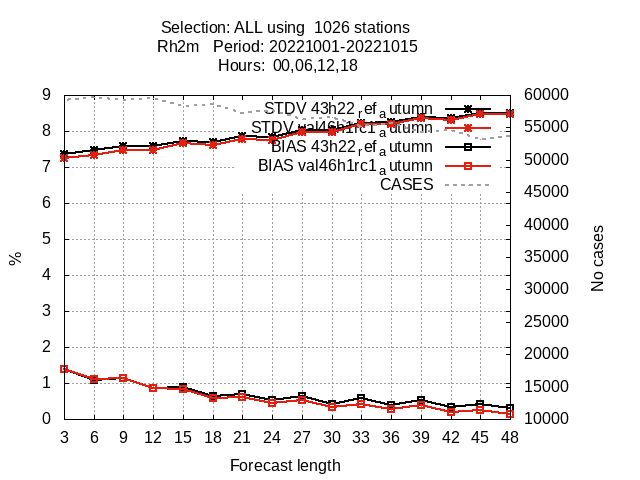 Selection: ALL using  1026 stations
Rh2m   Period: 20221001-20221015
Hours:  00,06,12,18
STDV 43h22_ref_autumn
STDV val46h1rc1_autumn
BIAS 43h22_ref_autumn
BIAS val46h1rc1_autumn
CASES
9
8
7
6
5
4
3
2
1
0
%
60000
55000
50000
45000
40000
35000
30000
25000
20000
15000
10000
No cases
3 6 9 12 15 18 21 24 27 30 33 36 39 42 45 48
Forecast length